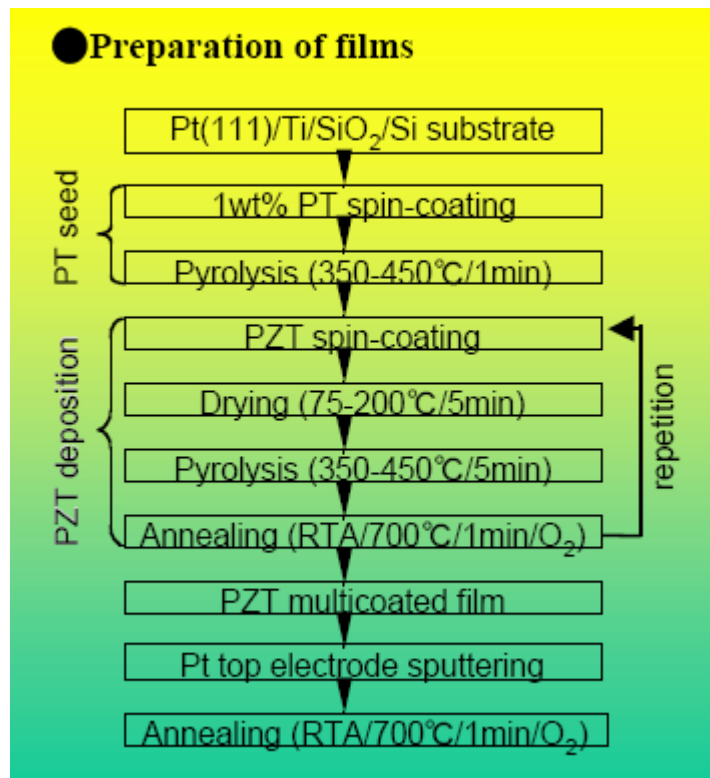 ●Preparation of films
Pt(111)/Ti/SiO₂/Si substrate
PT seed
1wt% PT spin-coating
Pyrolysis (350-450℃/1min)
PZT deposition
PZT spin-coating
Drying (75-200℃/5min)
Pyrolysis (350-450℃/5min)
Annealing (RTA/700℃/1min/O₂)
repetition
PZT multicoated film
Pt top electrode sputtering
Annealing (RTA/700℃/1min/O₂)